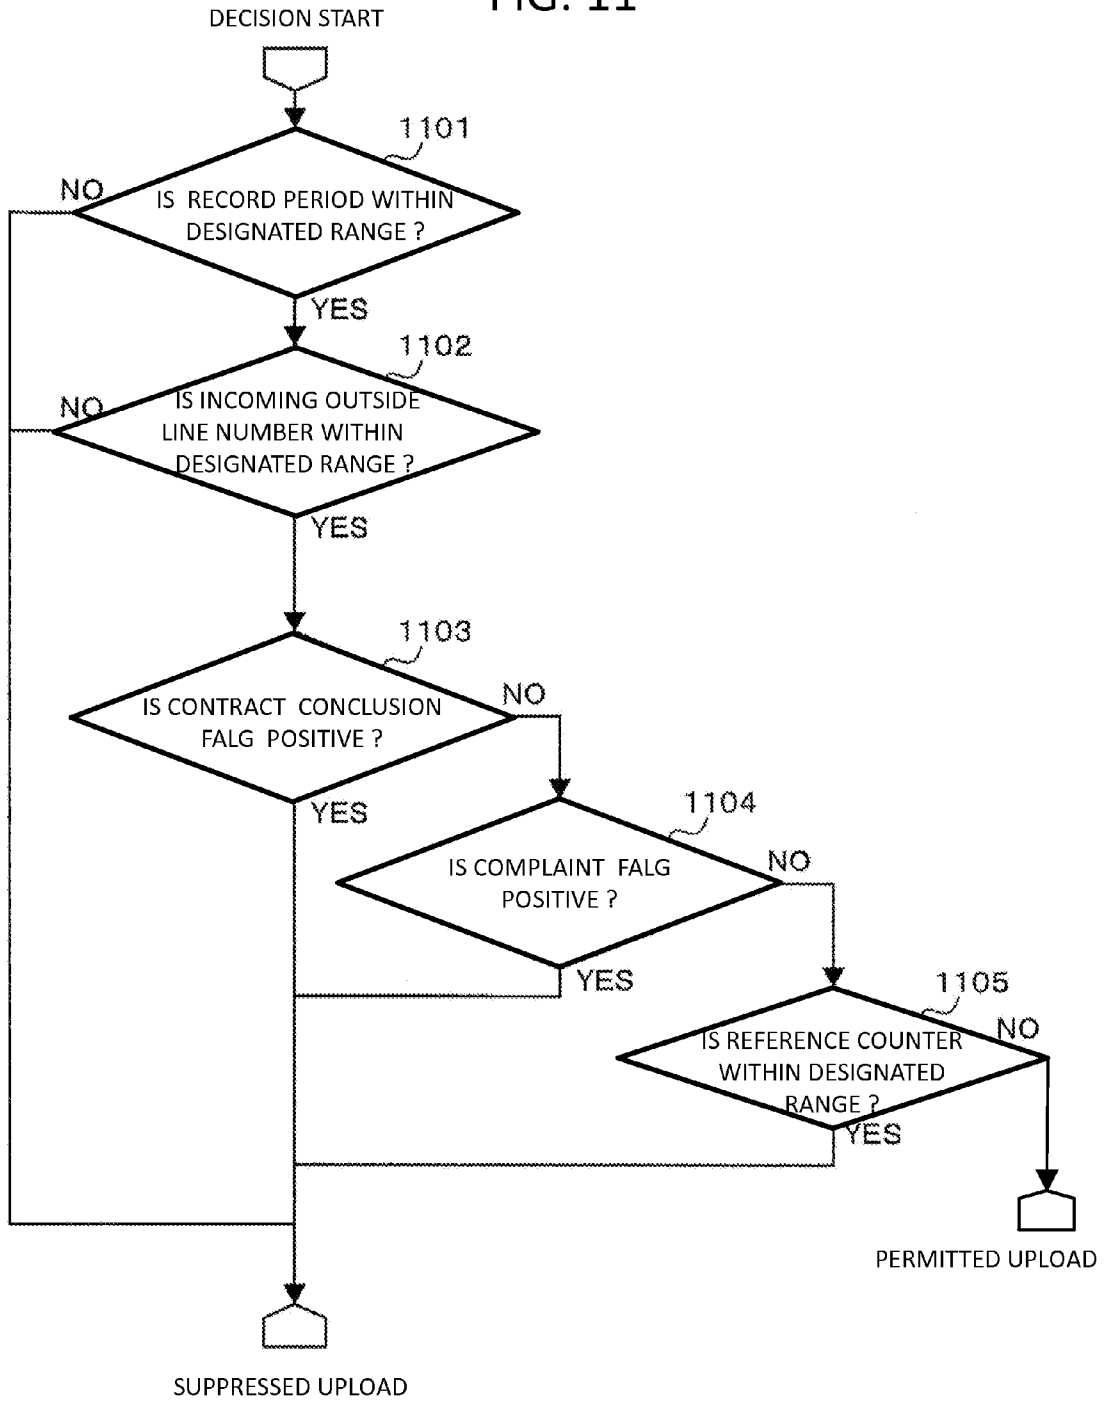 FIG. 11
DECISION START
1101
NO
IS RECORD PERIOD WITHIN
DESIGNATED RANGE ?
YES
1102
NO
IS INCOMING OUTSIDE
LINE NUMBER WITHIN
DESIGNATED RANGE ?
YES
1103
NO
IS CONTRACT CONCLUSION
FALG POSITIVE ?
YES
1104
NO
IS COMPLAINT FALG
POSITIVE ?
YES
1105
NO
IS REFERENCE COUNTER
WITHIN DESIGNATED
RANGE ?
YES
PERMITTED UPLOAD
SUPPRESSED UPLOAD